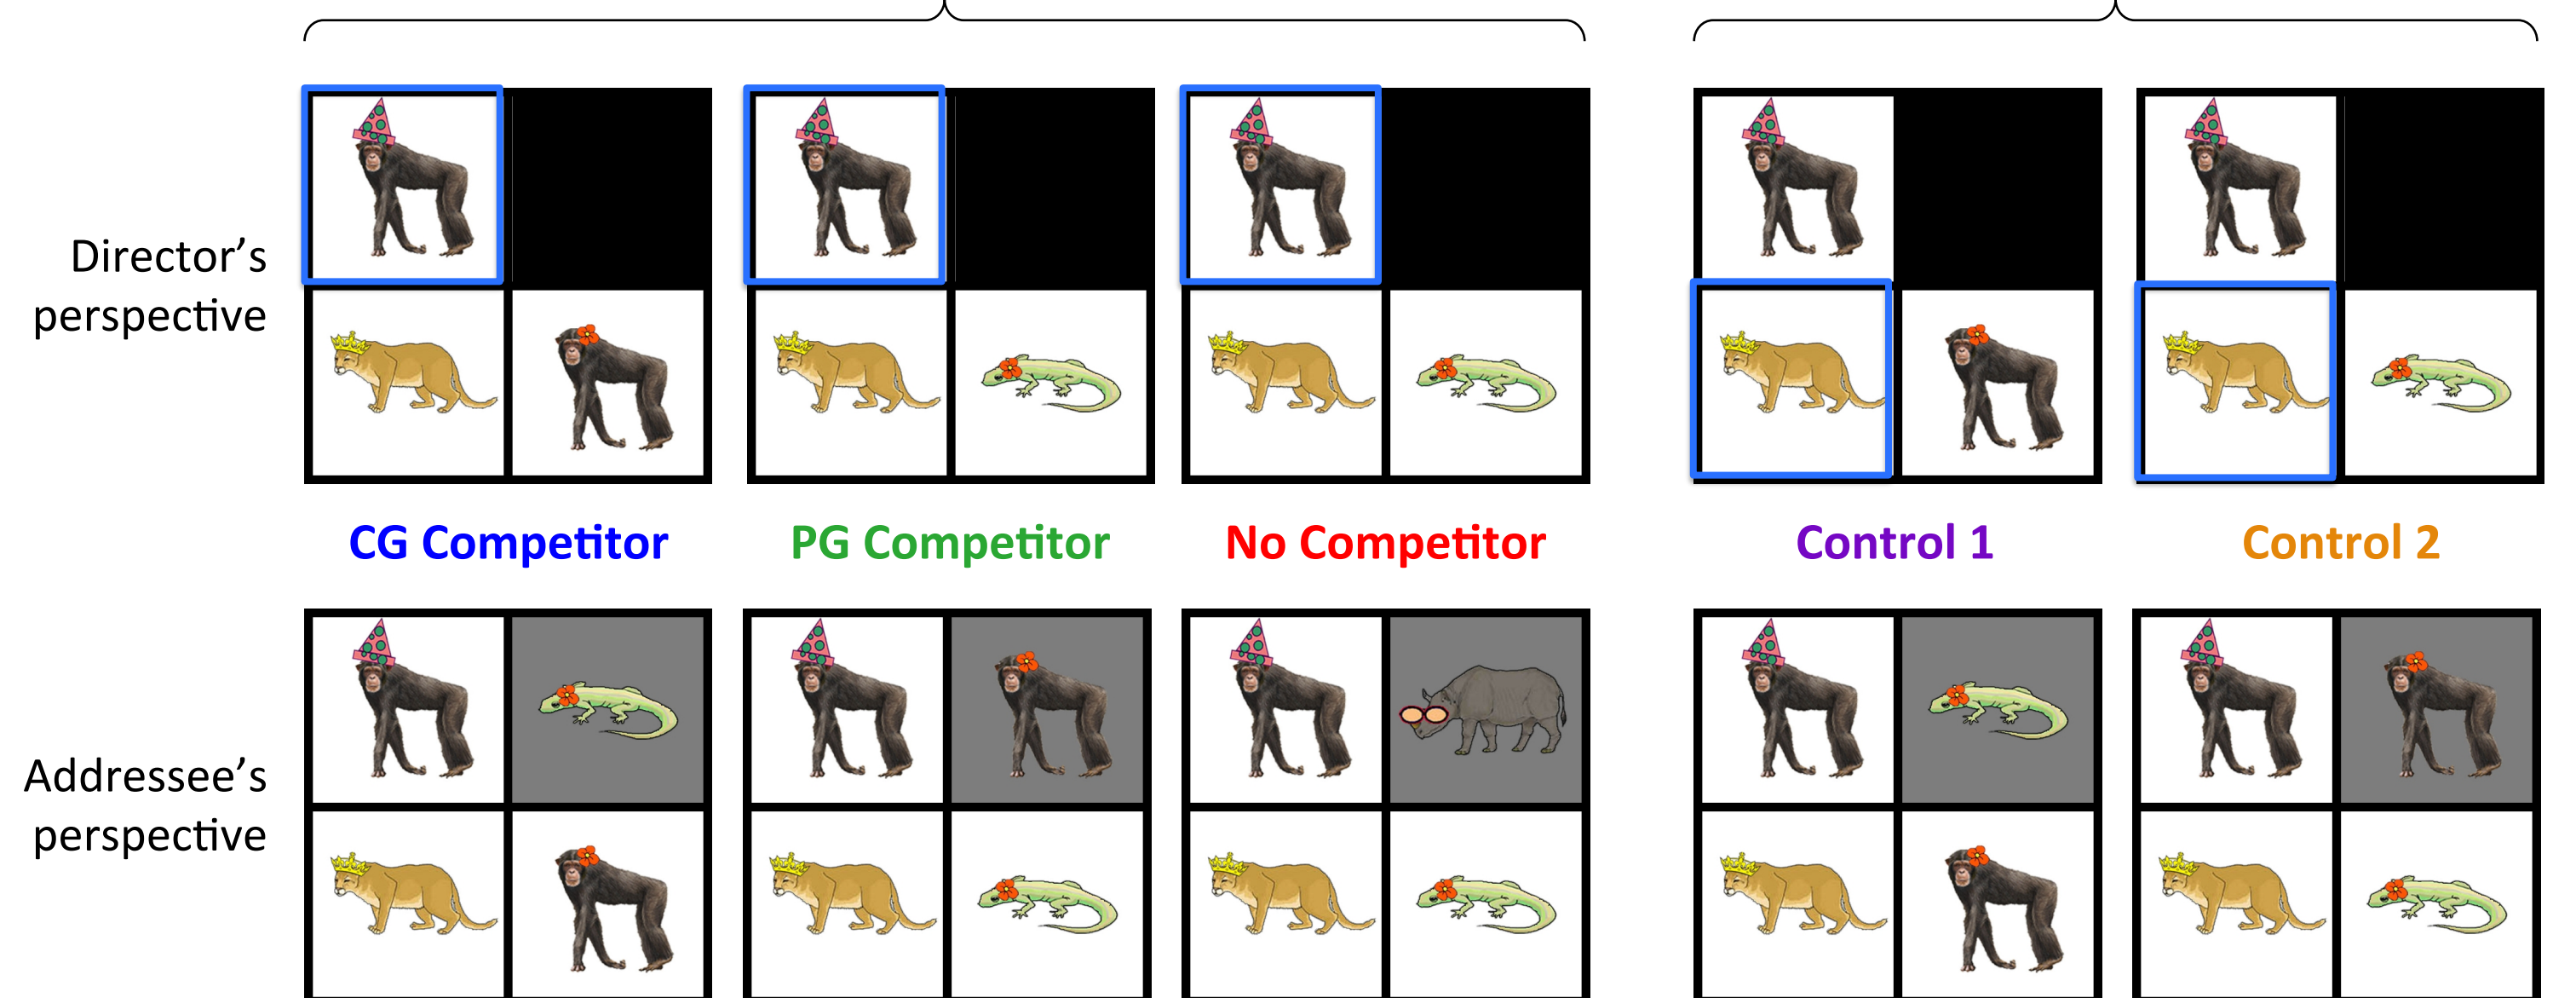 Director’s
perspective
CG Competitor
PG Competitor
No Competitor
Control 1
Control 2
Addressee’s
perspective